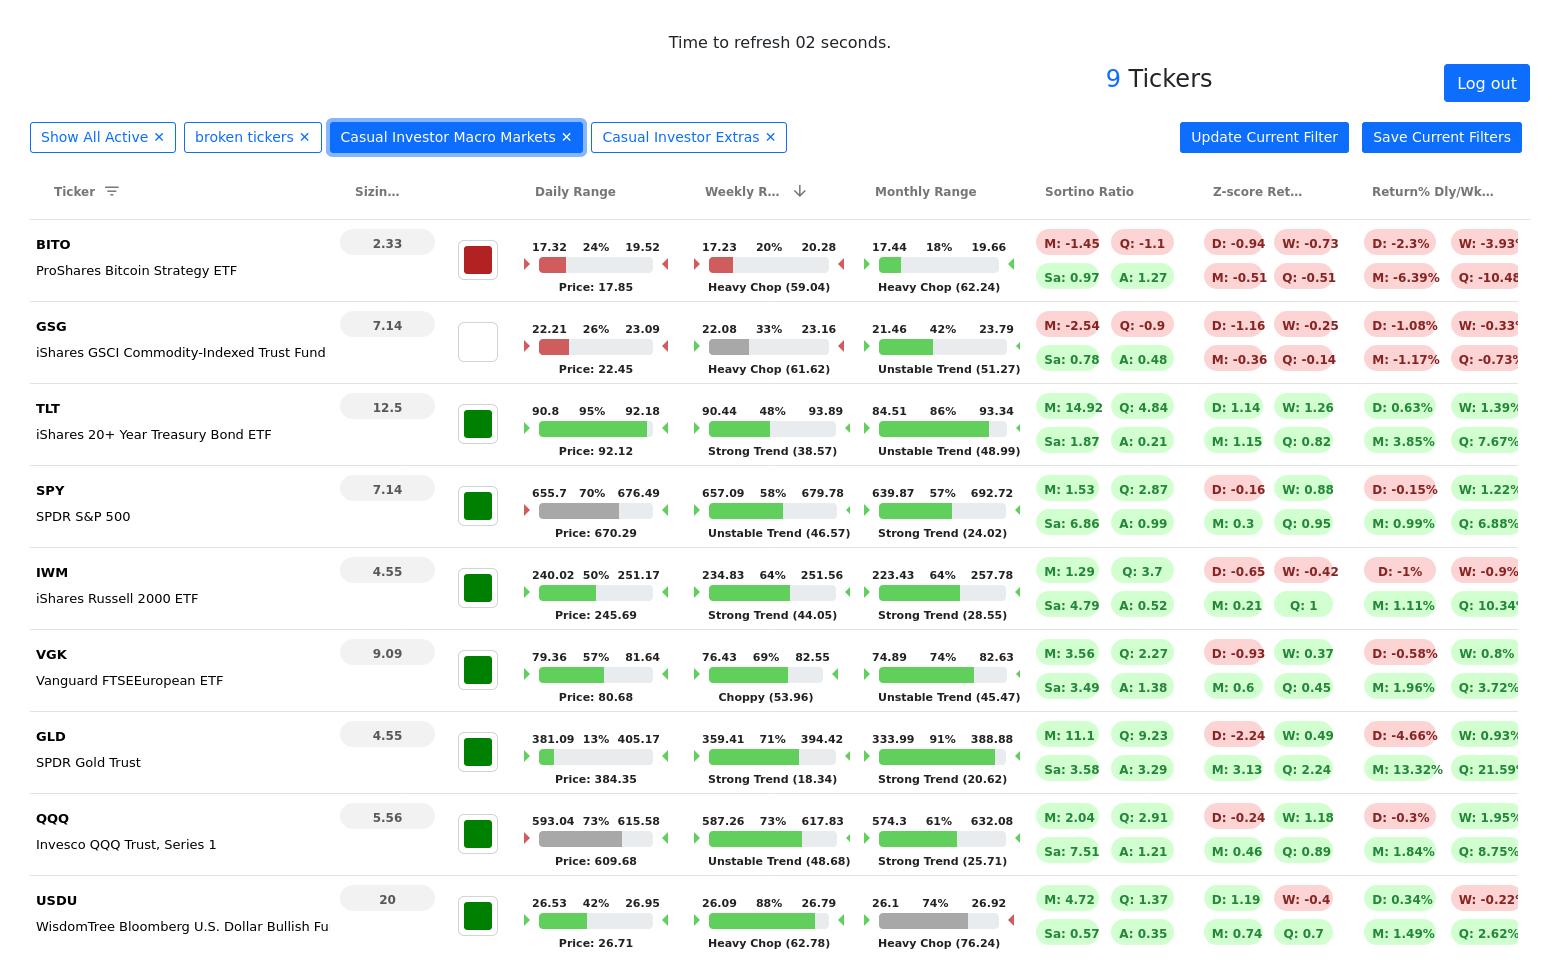 Time to refresh 02 seconds.
9 Tickers
Log out
Show All Active ✕ broken tickers ✕ Casual Investor Macro Markets ✕ Casual Investor Extras ✕ Update Current Filter Save Current Filters
Ticker Sizin... Daily Range Weekly R... Monthly Range Sortino Ratio Z-score Ret... Return% Dly/Wk...
BITO 2.33 17.32 24% 19.52 17.23 20% 20.28 17.44 18% 19.66 M: -1.45 Q: -1.1 D: -0.94 W: -0.73 D: -2.3% W: -3.93%
ProShares Bitcoin Strategy ETF Sa: 0.97 A: 1.27 M: -0.51 Q: -0.51 M: -6.39% Q: -10.48
Price: 17.85 Heavy Chop (59.04) Heavy Chop (62.24)
GSG 7.14 22.21 26% 23.09 22.08 33% 23.16 21.46 42% 23.79 M: -2.54 Q: -0.9 D: -1.16 W: -0.25 D: -1.08% W: -0.33%
iShares GSCI Commodity-Indexed Trust Fund Sa: 0.78 A: 0.48 M: -0.36 Q: -0.14 M: -1.17% Q: -0.73%
Price: 22.45 Heavy Chop (61.62) Unstable Trend (51.27)
TLT 12.5 90.8 95% 92.18 90.44 48% 93.89 84.51 86% 93.34 M: 14.92 Q: 4.84 D: 1.14 W: 1.26 D: 0.63% W: 1.39%
iShares 20+ Year Treasury Bond ETF Sa: 1.87 A: 0.21 M: 1.15 Q: 0.82 M: 3.85% Q: 7.67%
Price: 92.12 Strong Trend (38.57) Unstable Trend (48.99)
SPY 7.14 655.7 70% 676.49 657.09 58% 679.78 639.87 57% 692.72 M: 1.53 Q: 2.87 D: -0.16 W: 0.88 D: -0.15% W: 1.22%
SPDR S&P 500 Sa: 6.86 A: 0.99 M: 0.3 Q: 0.95 M: 0.99% Q: 6.88%
Price: 670.29 Unstable Trend (46.57) Strong Trend (24.02)
IWM 4.55 240.02 50% 251.17 234.83 64% 251.56 223.43 64% 257.78 M: 1.29 Q: 3.7 D: -0.65 W: -0.42 D: -1% W: -0.9%
iShares Russell 2000 ETF Sa: 4.79 A: 0.52 M: 0.21 Q: 1 M: 1.11% Q: 10.34%
Price: 245.69 Strong Trend (44.05) Strong Trend (28.55)
VGK 9.09 79.36 57% 81.64 76.43 69% 82.55 74.89 74% 82.63 M: 3.56 Q: 2.27 D: -0.93 W: 0.37 D: -0.58% W: 0.8%
Vanguard FTSEEuropean ETF Sa: 3.49 A: 1.38 M: 0.6 Q: 0.45 M: 1.96% Q: 3.72%
Price: 80.68 Choppy (53.96) Unstable Trend (45.47)
GLD 4.55 381.09 13% 405.17 359.41 71% 394.42 333.99 91% 388.88 M: 11.1 Q: 9.23 D: -2.24 W: 0.49 D: -4.66% W: 0.93%
SPDR Gold Trust Sa: 3.58 A: 3.29 M: 3.13 Q: 2.24 M: 13.32% Q: 21.59%
Price: 384.35 Strong Trend (18.34) Strong Trend (20.62)
QQQ 5.56 593.04 73% 615.58 587.26 73% 617.83 574.3 61% 632.08 M: 2.04 Q: 2.91 D: -0.24 W: 1.18 D: -0.3% W: 1.95%
Invesco QQQ Trust, Series 1 Sa: 7.51 A: 1.21 M: 0.46 Q: 0.89 M: 1.84% Q: 8.75%
Price: 609.68 Unstable Trend (48.68) Strong Trend (25.71)
USDU 20 26.53 42% 26.95 26.09 88% 26.79 26.1 74% 26.92 M: 4.72 Q: 1.37 D: 1.19 W: -0.4 D: 0.34% W: -0.22%
WisdomTree Bloomberg U.S. Dollar Bullish Fu Sa: 0.57 A: 0.35 M: 0.74 Q: 0.7 M: 1.49% Q: 2.62%
Price: 26.71 Heavy Chop (62.78) Heavy Chop (76.24)